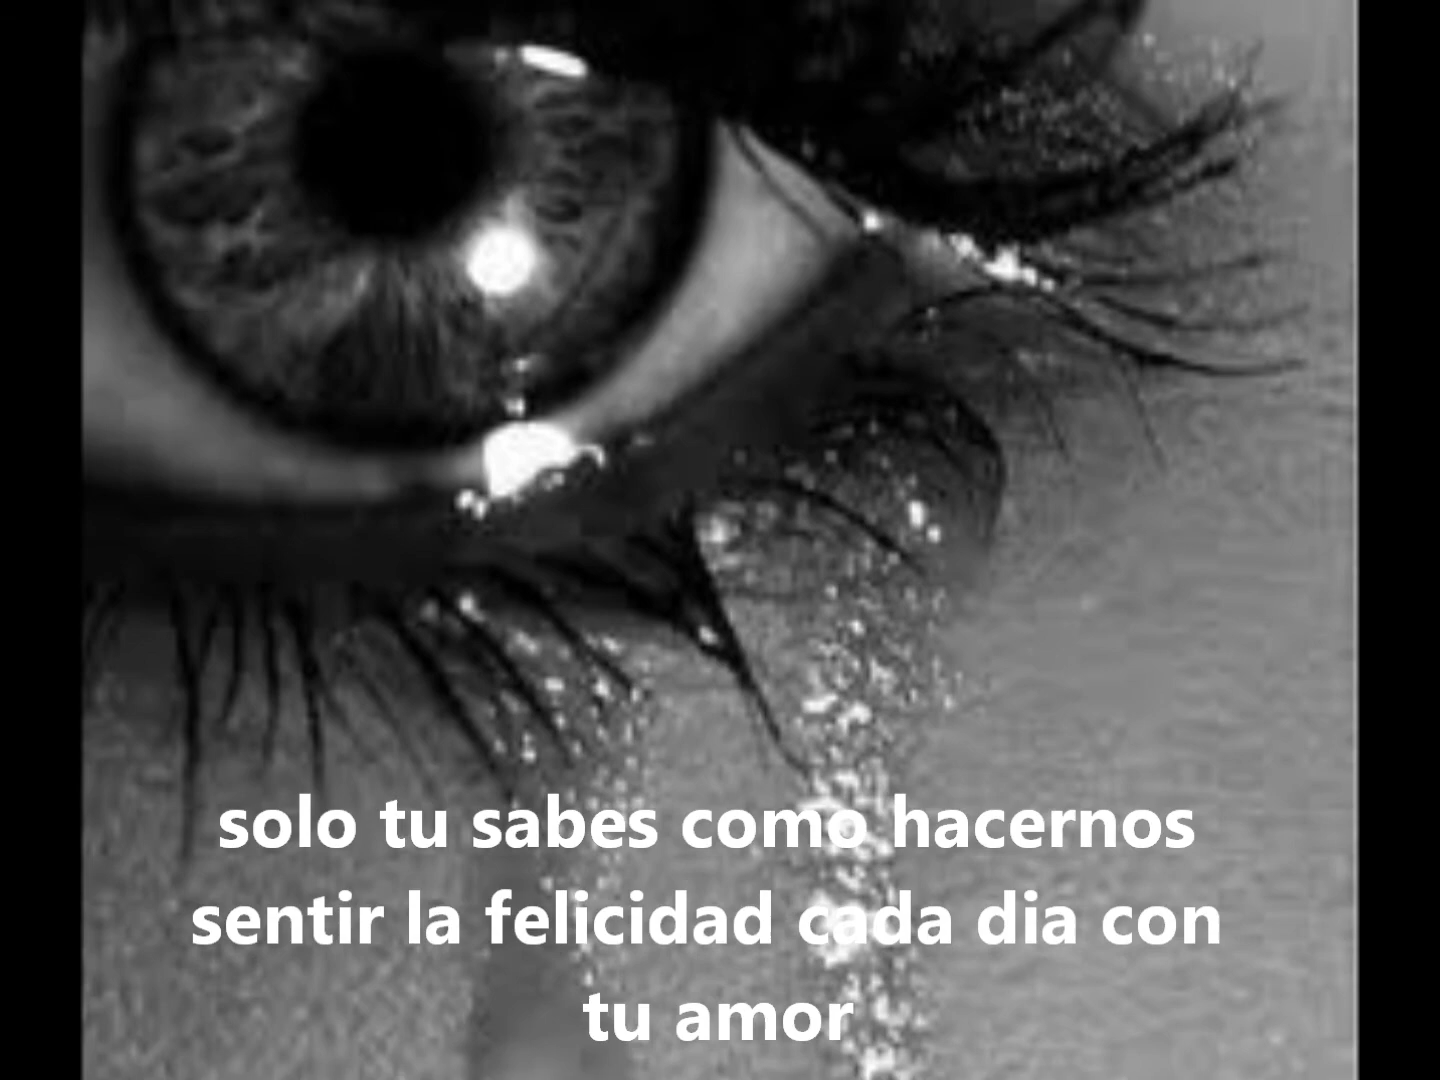 solo tu sabes como hacernos
sentir la felicidad cada dia con
tu amor